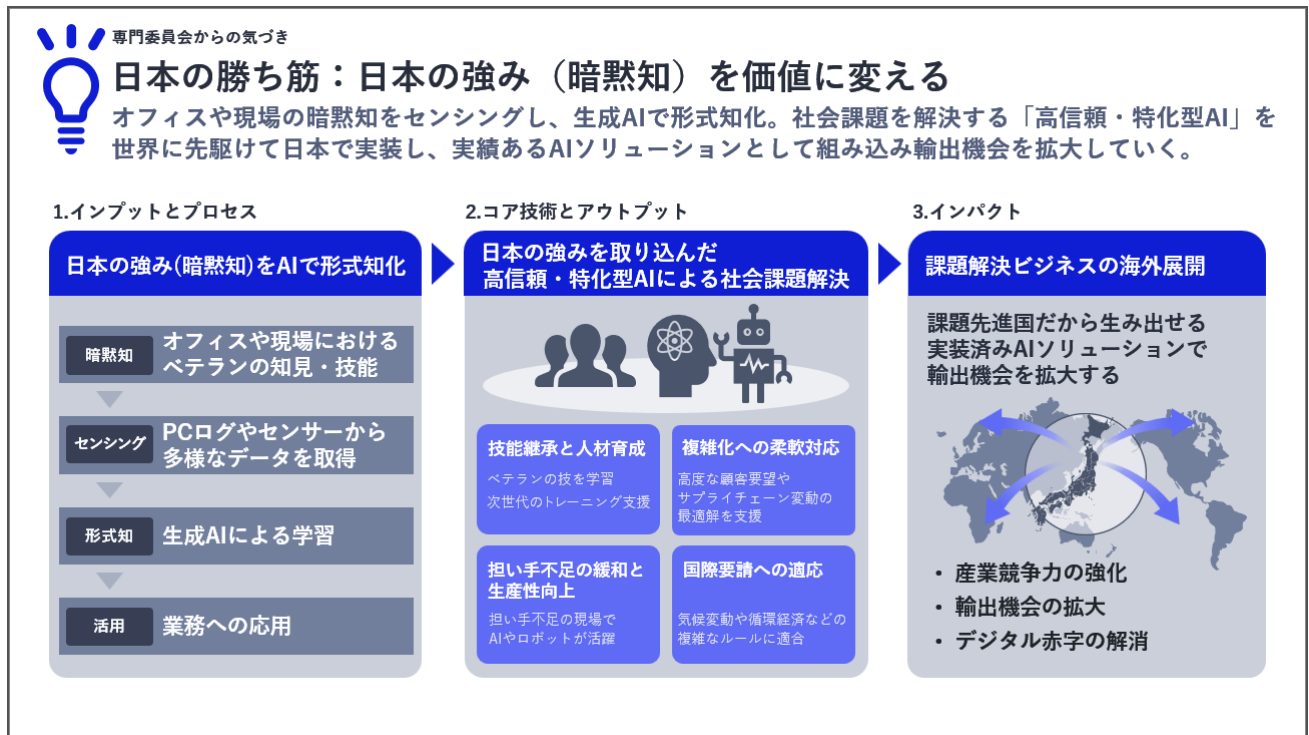 専門委員会からの気づき
日本の勝ち筋：日本の強み（暗黙知）を価値に変える
オフィスや現場の暗黙知をセンシングし、生成AIで形式知化。社会課題を解決する「高信頼・特化型AI」を
世界に先駆けて日本で実装し、実績あるAIソリューションとして組み込み輸出機会を拡大していく。
1.インプットとプロセス
日本の強み(暗黙知)をAIで形式知化
暗黙知
オフィスや現場における
ベテランの知見・技能
センシング
PCログやセンサーから
多様なデータを取得
形式知
生成AIによる学習
活用
業務への応用
2.コア技術とアウトプット
日本の強みを取り込んだ
高信頼・特化型AIによる社会課題解決
技能継承と人材育成
ベテランの技を学習
次世代のトレーニング支援
複雑化への柔軟対応
高度な顧客要望や
サプライチェーン変動の
最適解を支援
担い手不足の緩和と
生産性向上
担い手不足の現場で
AIやロボットが活躍
国際要請への適応
気候変動や循環経済などの
複雑なルールに適合
3.インパクト
課題解決ビジネスの海外展開
課題先進国だから生み出せる
実装済みAIソリューションで
輸出機会を拡大する
・ 産業競争力の強化
・ 輸出機会の拡大
・ デジタル赤字の解消